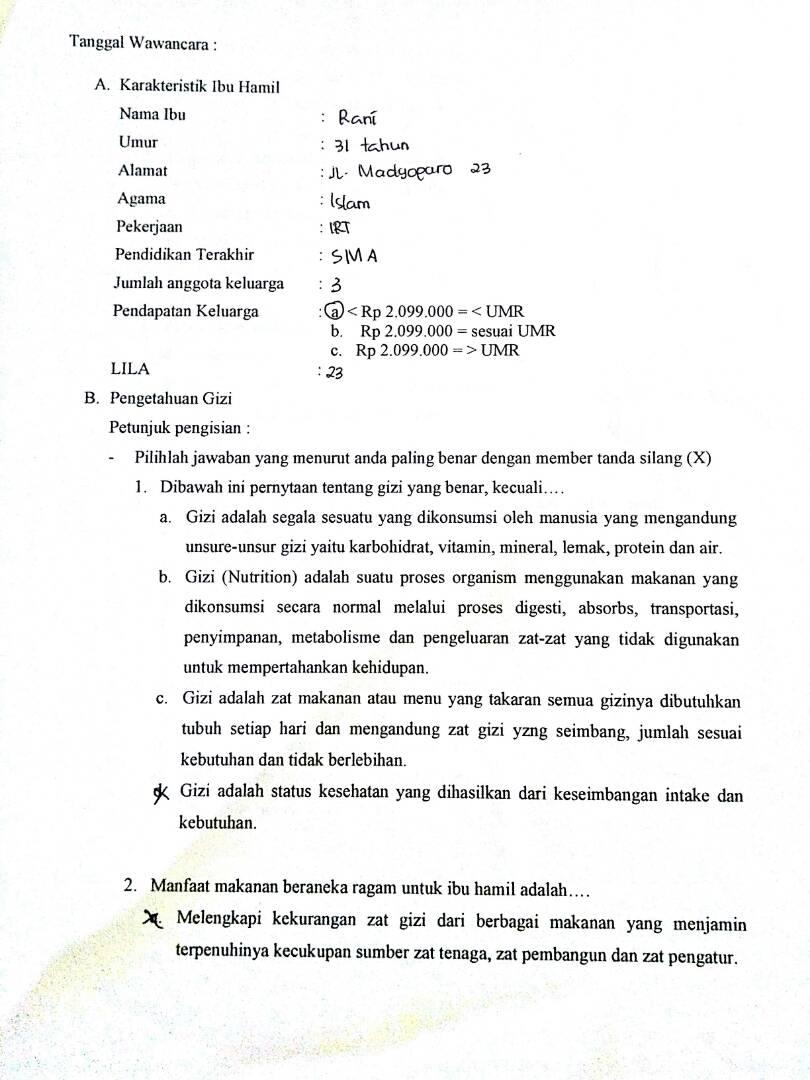 Tanggal Wawancara :
A. Karakteristik Ibu Hamil
Nama Ibu : Rani
Umur : 31 tahun
Alamat : JL. Madyoparo 23
Agama : Islam
Pekerjaan : IRT
Pendidikan Terakhir : SMA
Jumlah anggota keluarga : 3
Pendapatan Keluarga : a < Rp 2.099.000 = < UMR
b. Rp 2.099.000 = sesuai UMR
c. Rp 2.099.000 = > UMR
LILA : 23
B. Pengetahuan Gizi
Petunjuk pengisian :
- Pilihlah jawaban yang menurut anda paling benar dengan member tanda silang (X)
1. Dibawah ini pernytaan tentang gizi yang benar, kecuali….
a. Gizi adalah segala sesuatu yang dikonsumsi oleh manusia yang mengandung
unsure-unsur gizi yaitu karbohidrat, vitamin, mineral, lemak, protein dan air.
b. Gizi (Nutrition) adalah suatu proses organism menggunakan makanan yang
dikonsumsi secara normal melalui proses digesti, absorbs, transportasi,
penyimpanan, metabolisme dan pengeluaran zat-zat yang tidak digunakan
untuk mempertahankan kehidupan.
c. Gizi adalah zat makanan atau menu yang takaran semua gizinya dibutuhkan
tubuh setiap hari dan mengandung zat gizi yzng seimbang, jumlah sesuai
kebutuhan dan tidak berlebihan.
d. Gizi adalah status kesehatan yang dihasilkan dari keseimbangan intake dan
kebutuhan.
2. Manfaat makanan beraneka ragam untuk ibu hamil adalah….
a. Melengkapi kekurangan zat gizi dari berbagai makanan yang menjamin
terpenuhinya kecukupan sumber zat tenaga, zat pembangun dan zat pengatur.